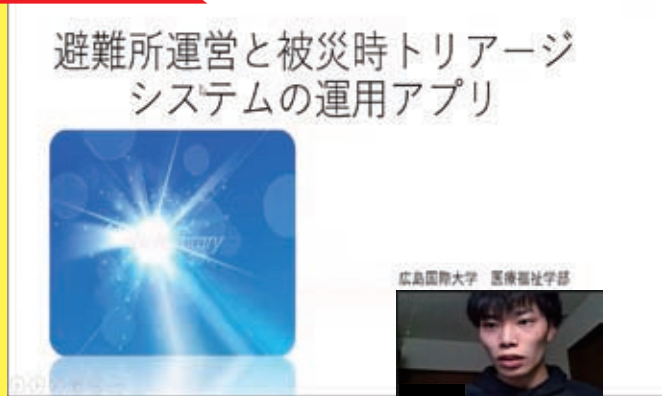 避難所運営と被災時トリアージ
システムの運用アプリ
広島国際大学 医療福祉学部